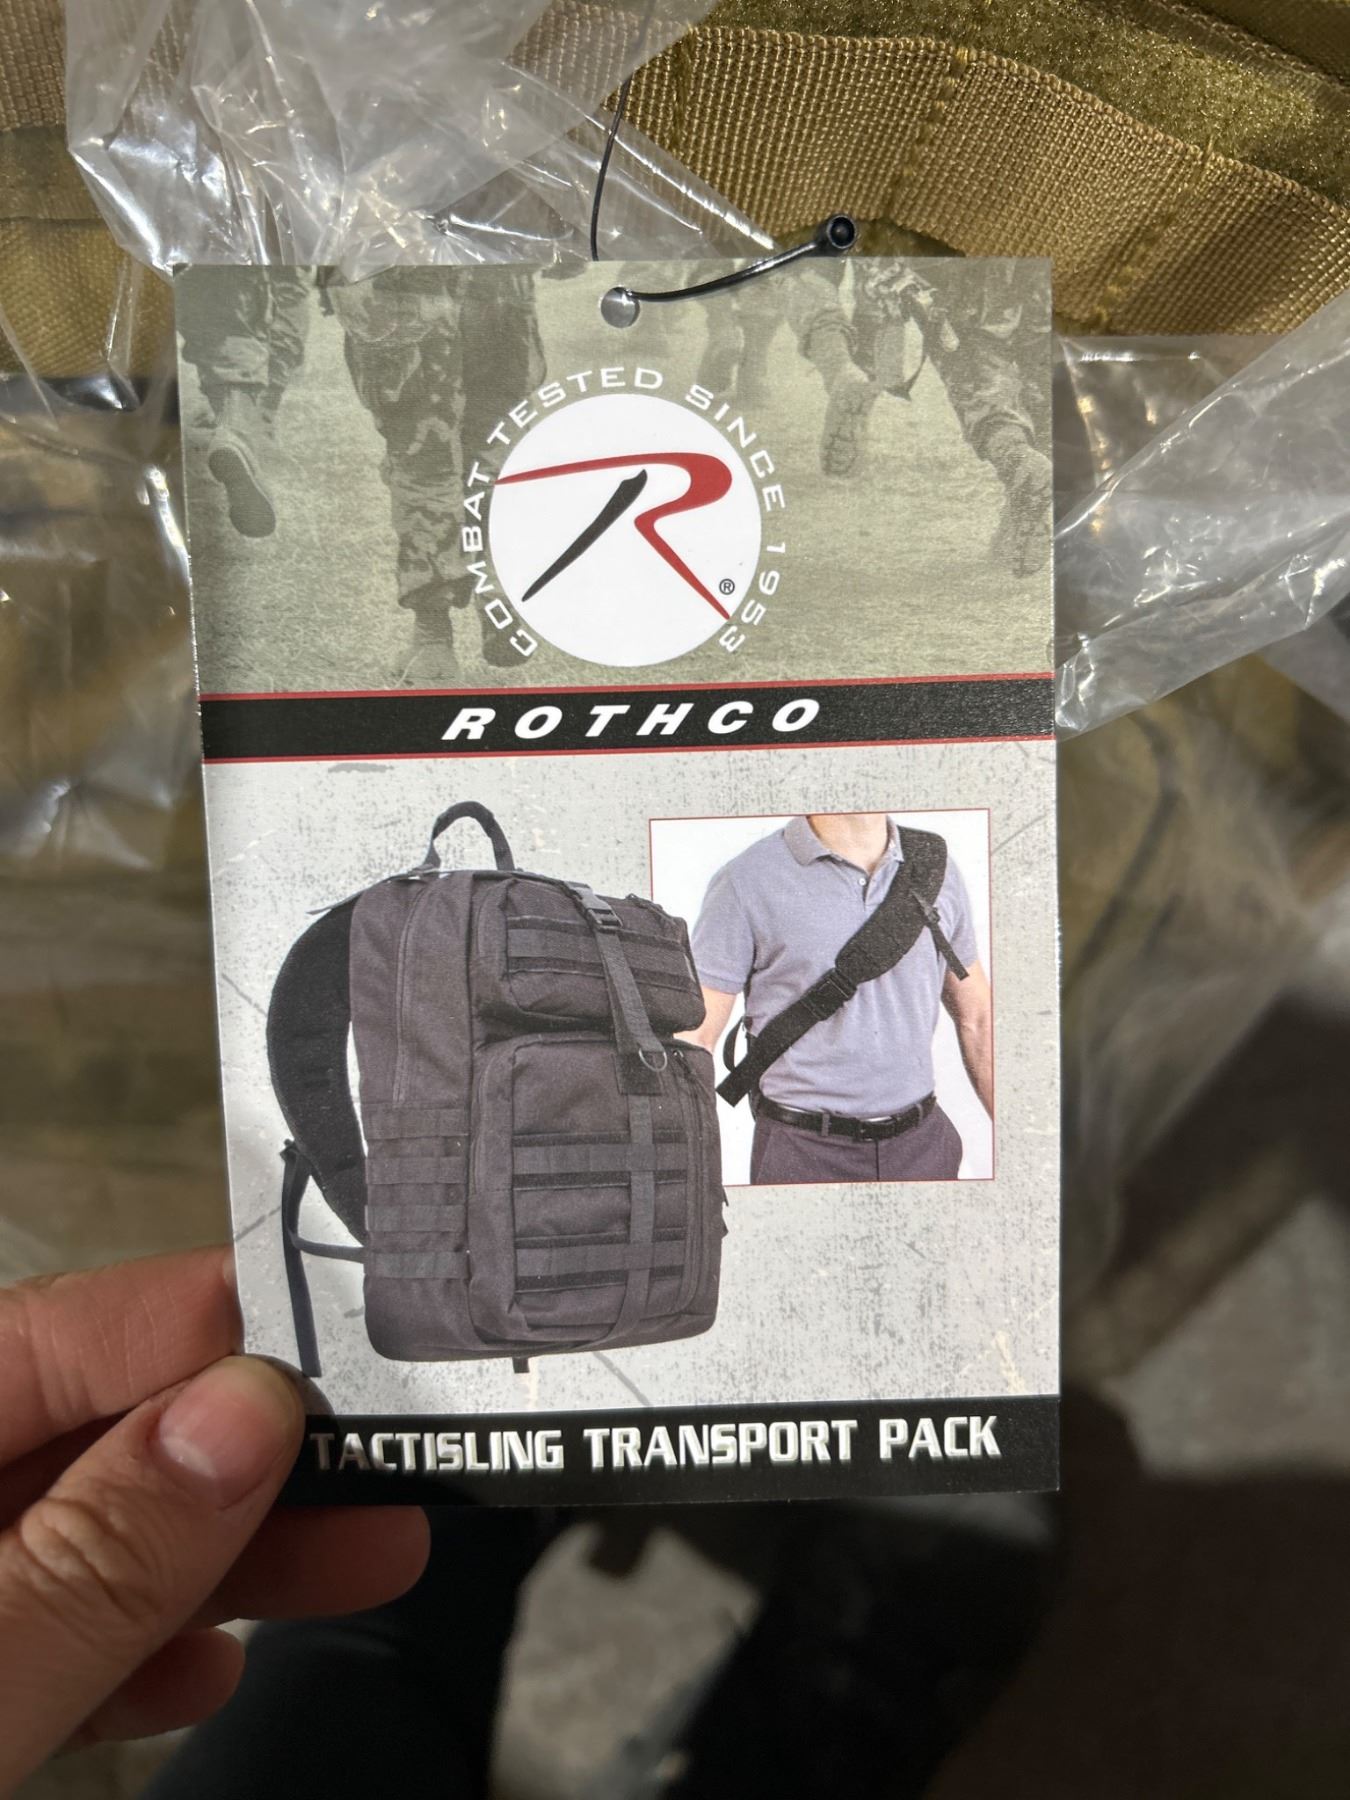 COMBAT TESTED SINCE 1953
R
®
ROTHCO
TACTISLING TRANSPORT PACK